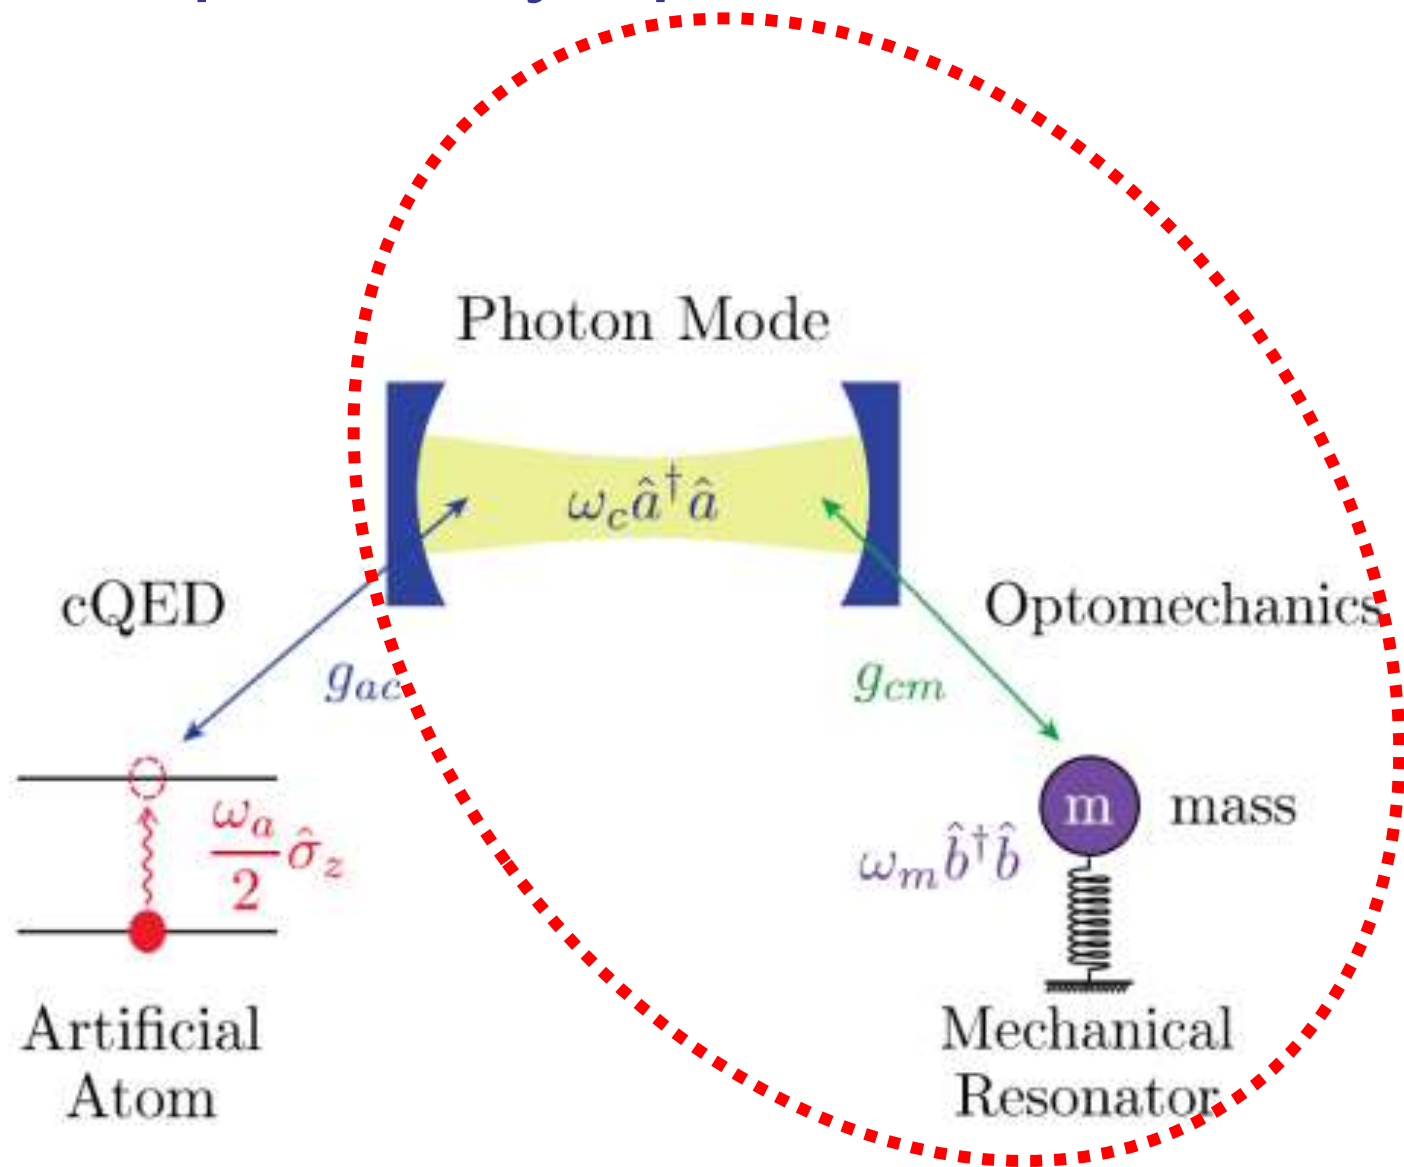 Photon Mode
ω_c â†â
cQED
Optomechanics
g_ac
g_cm
ω_a/2 σ̂_z
m
mass
ω_m b̂†b̂
Artificial
Atom
Mechanical
Resonator